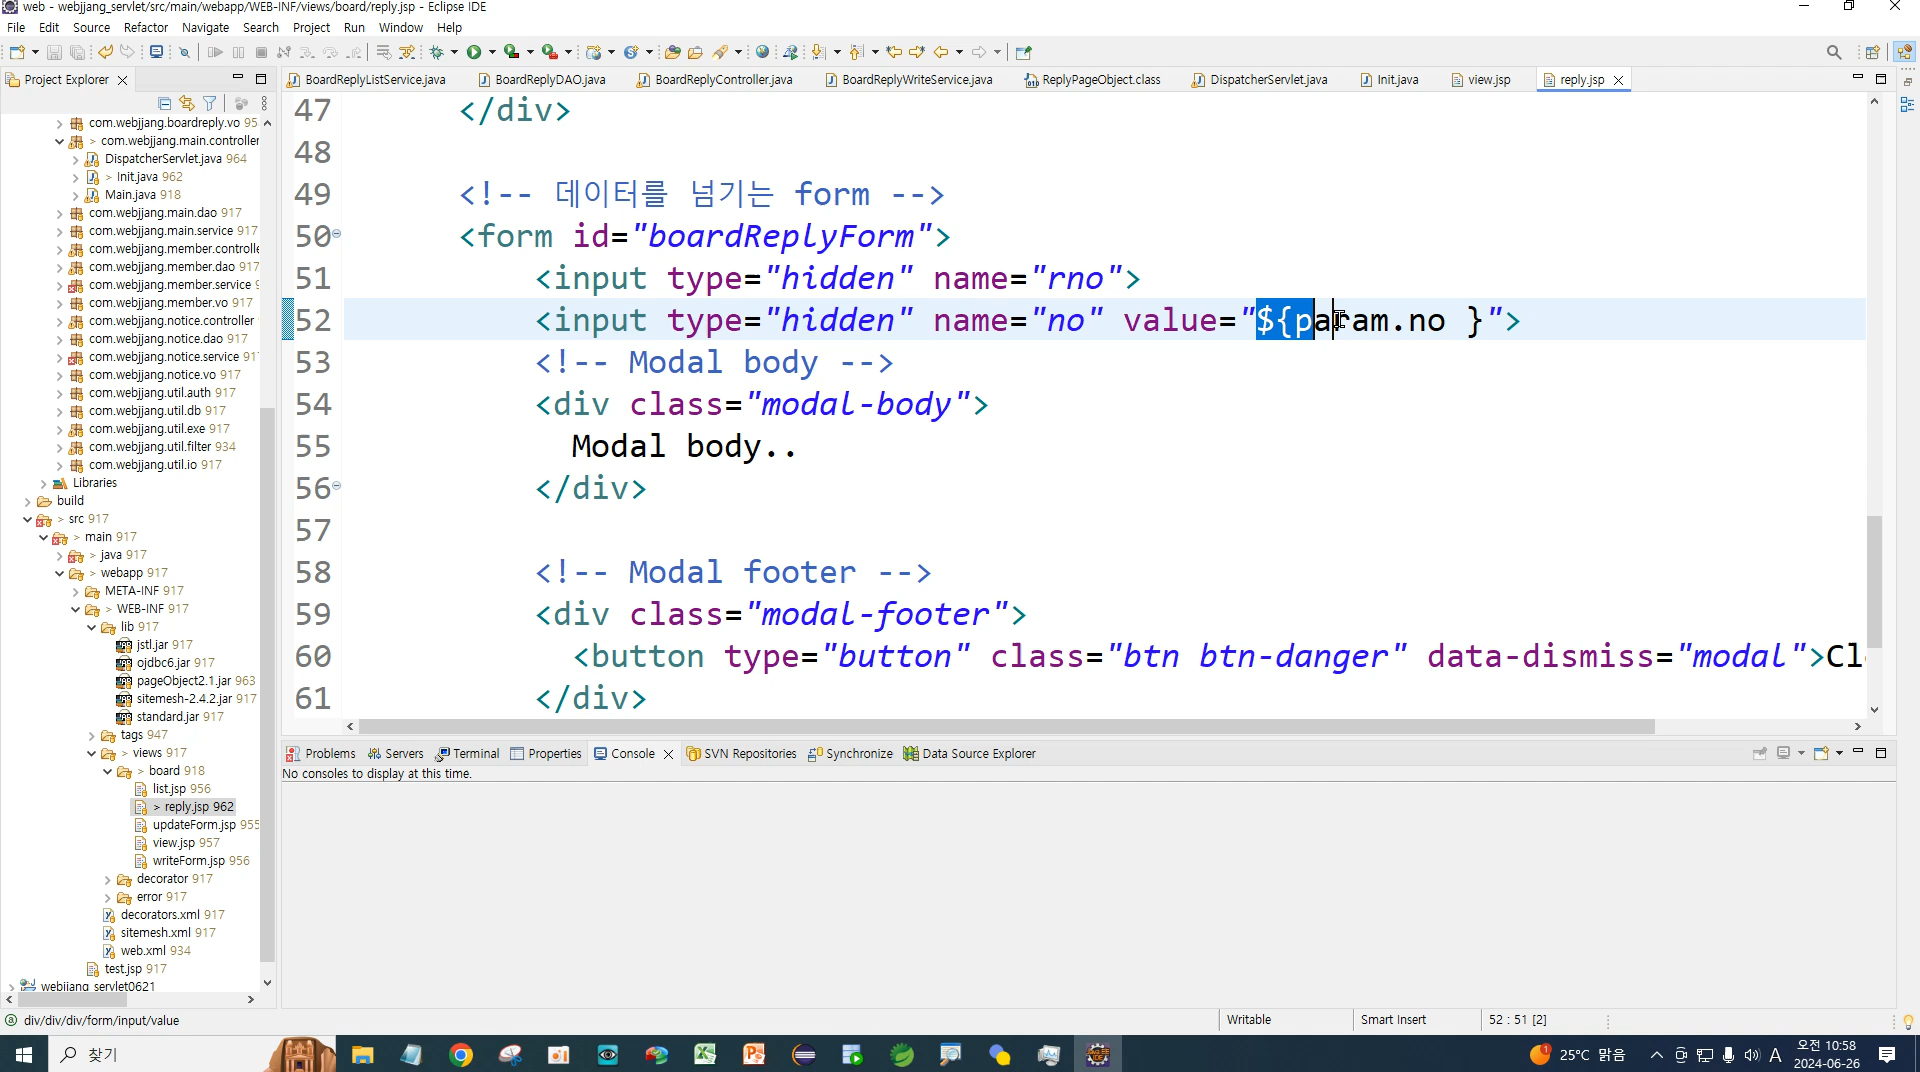 web - webjjang_servlet/src/main/webapp/WEB-INF/views/board/reply.jsp - Eclipse IDE
File Edit Source Refactor Navigate Search Project Run Window Help
Project Explorer
BoardReplyListService.java BoardReplyDAO.java BoardReplyController.java BoardReplyWriteService.java ReplyPageObject.class DispatcherServlet.java Init.java view.jsp reply.jsp
com.webjjang.boardreply.vo 95
> com.webjjang.main.controller
DispatcherServlet.java 964
> Init.java 962
Main.java 918
com.webjjang.main.dao 917
com.webjjang.main.service 917
com.webjjang.member.controlle
com.webjjang.member.dao 917
com.webjjang.member.service 9
com.webjjang.member.vo 917
com.webjjang.notice.controller
com.webjjang.notice.dao 917
com.webjjang.notice.service 91
com.webjjang.notice.vo 917
com.webjjang.util.auth 917
com.webjjang.util.db 917
com.webjjang.util.exe 917
com.webjjang.util.filter 934
com.webjjang.util.io 917
Libraries
build
> src 917
> main 917
> java 917
> webapp 917
META-INF 917
> WEB-INF 917
lib 917
jstl.jar 917
ojdbc6.jar 917
pageObject2.1.jar 963
sitemesh-2.4.2.jar 917
standard.jar 917
tags 947
> views 917
> board 918
list.jsp 956
> reply.jsp 962
updateForm.jsp 955
view.jsp 957
writeForm.jsp 956
decorator 917
error 917
decorators.xml 917
sitemesh.xml 917
web.xml 934
test.jsp 917
webjjang_servlet0621
47 </div>
48
49 <!-- 데이터를 넘기는 form -->
50 <form id="boardReplyForm">
51 <input type="hidden" name="rno">
52 <input type="hidden" name="no" value="${param.no }">
53 <!-- Modal body -->
54 <div class="modal-body">
55 Modal body..
56 </div>
57
58 <!-- Modal footer -->
59 <div class="modal-footer">
60 <button type="button" class="btn btn-danger" data-dismiss="modal">Cl
61 </div>
Problems Servers Terminal Properties Console SVN Repositories Synchronize Data Source Explorer
No consoles to display at this time.
div/div/div/form/input/value Writable Smart Insert 52 : 51 [2]
찾기 1 25°C 맑음 A 오전 10:58
2024-06-26